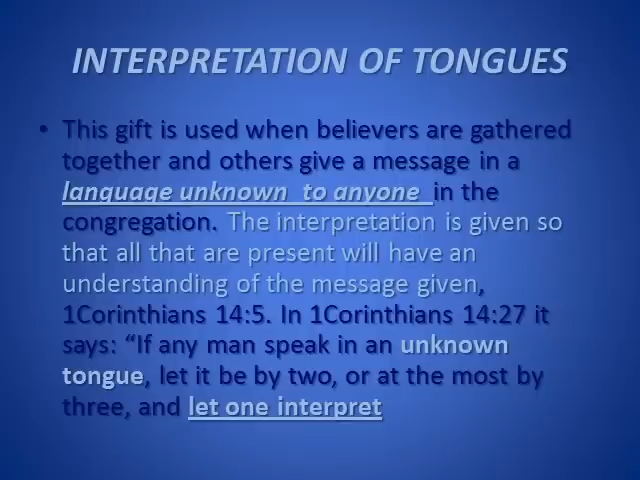 INTERPRETATION OF TONGUES
• This gift is used when believers are gathered
together and others give a message in a
language unknown to anyone in the
congregation. The interpretation is given so
that all that are present will have an
understanding of the message given,
1Corinthians 14:5. In 1Corinthians 14:27 it
says: “If any man speak in an unknown
tongue, let it be by two, or at the most by
three, and let one interpret